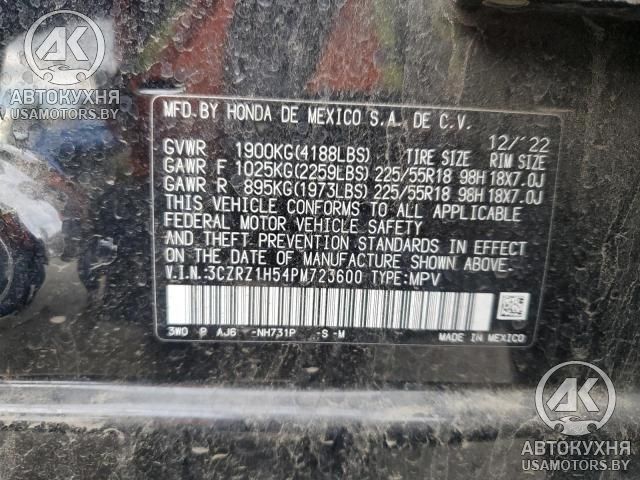 AK
АВТОКУХНЯ
USAMOTORS.BY
MFD.BY HONDA DE MEXICO S.A. DE C.V.
12/'22
GVWR 1900KG(4188LBS) TIRE SIZE RIM SIZE
GAWR F 1025KG(2259LBS) 225/55R18 98H 18X7.0J
GAWR R 895KG(1973LBS) 225/55R18 98H 18X7.0J
THIS VEHICLE CONFORMS TO ALL APPLICABLE
FEDERAL MOTOR VEHICLE SAFETY
AND THEFT PREVENTION STANDARDS IN EFFECT
ON THE DATE OF MANUFACTURE SHOWN ABOVE.
V.I.N.:3CZRZ1H54PM723600 TYPE:MPV
3W0 P AJ6 -NH731P -S-M
MADE IN MEXICO
AK
АВТОКУХНЯ
USAMOTORS.BY